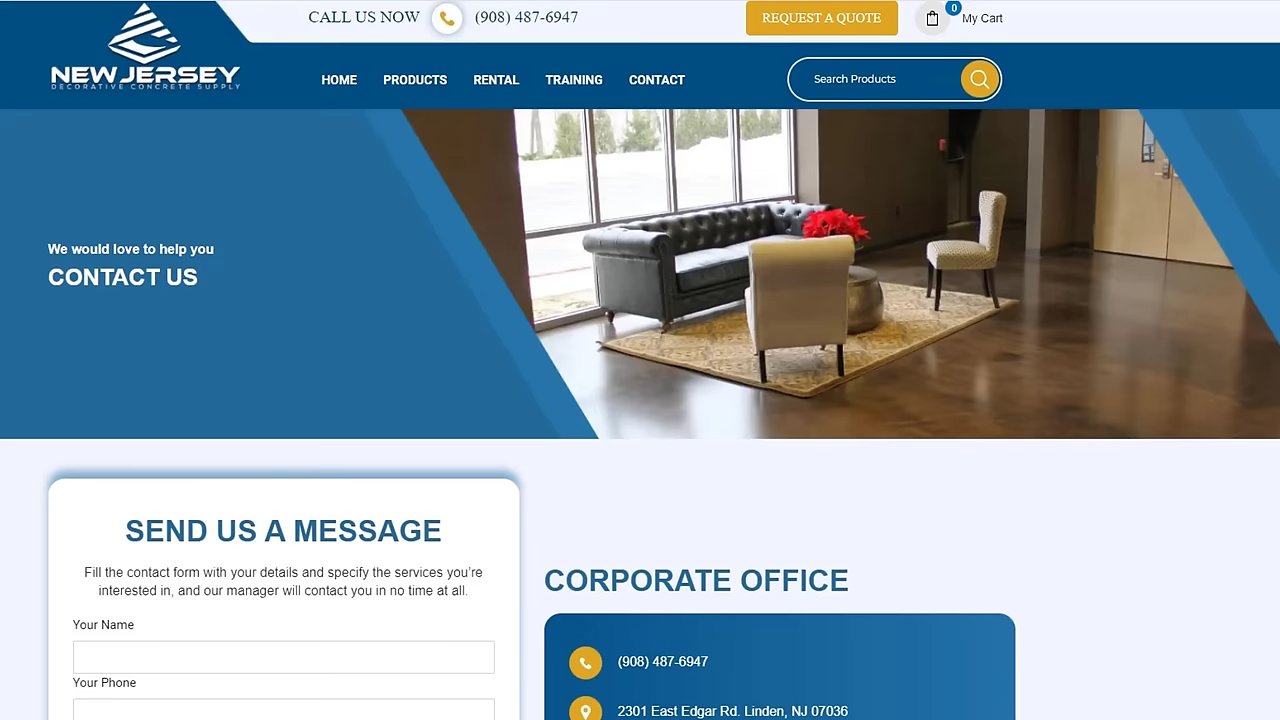 CALL US NOW (908) 487-6947
REQUEST A QUOTE
0
My Cart
NEW JERSEY
DECORATIVE CONCRETE SUPPLY
HOME PRODUCTS RENTAL TRAINING CONTACT
Search Products
We would love to help you
CONTACT US
SEND US A MESSAGE
Fill the contact form with your details and specify the services you’re
interested in, and our manager will contact you in no time at all.
Your Name
Your Phone
CORPORATE OFFICE
(908) 487-6947
2301 East Edgar Rd. Linden, NJ 07036